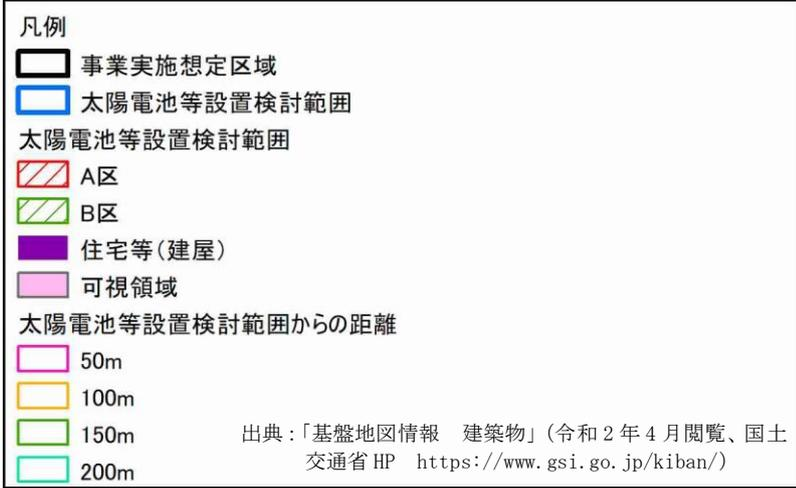 凡例
事業実施想定区域
太陽電池等設置検討範囲
太陽電池等設置検討範囲
A区
B区
住宅等(建屋)
可視領域
太陽電池等設置検討範囲からの距離
50m
100m
150m
200m
出典:「基盤地図情報　建築物」(令和2年4月閲覧、国土
交通省HP　https://www.gsi.go.jp/kiban/)